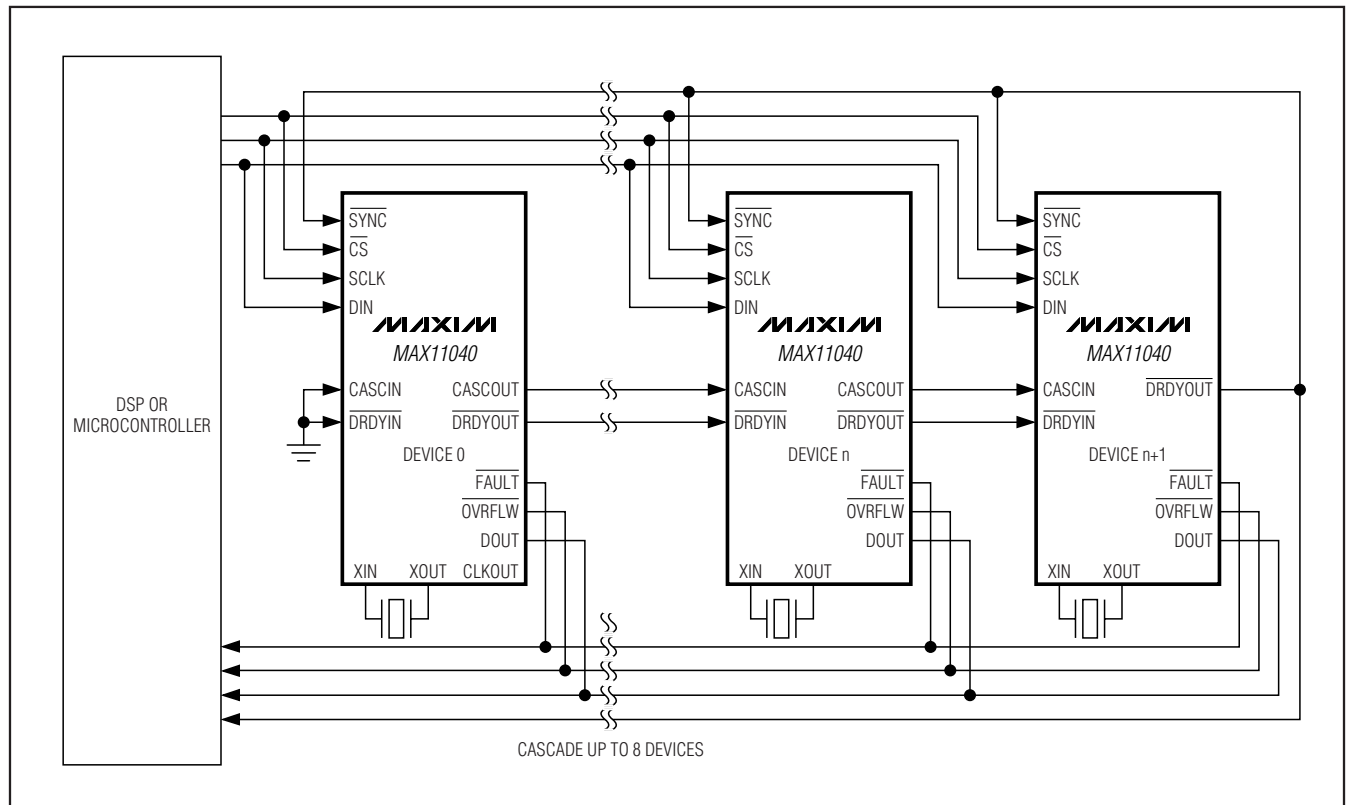 DSP OR
MICROCONTROLLER
SYNC
CS
SCLK
DIN
MAXIM
MAX11040
CASCIN
CASCOUT
DRDYIN
DRDYOUT
DEVICE 0
FAULT
OVRFLW
DOUT
XIN
XOUT
CLKOUT
SYNC
CS
SCLK
DIN
MAXIM
MAX11040
CASCIN
CASCOUT
DRDYIN
DRDYOUT
DEVICE n
FAULT
OVRFLW
DOUT
XIN
XOUT
SYNC
CS
SCLK
DIN
MAXIM
MAX11040
CASCIN
DRDYOUT
DRDYIN
DEVICE n+1
FAULT
OVRFLW
DOUT
XIN
XOUT
CASCADE UP TO 8 DEVICES